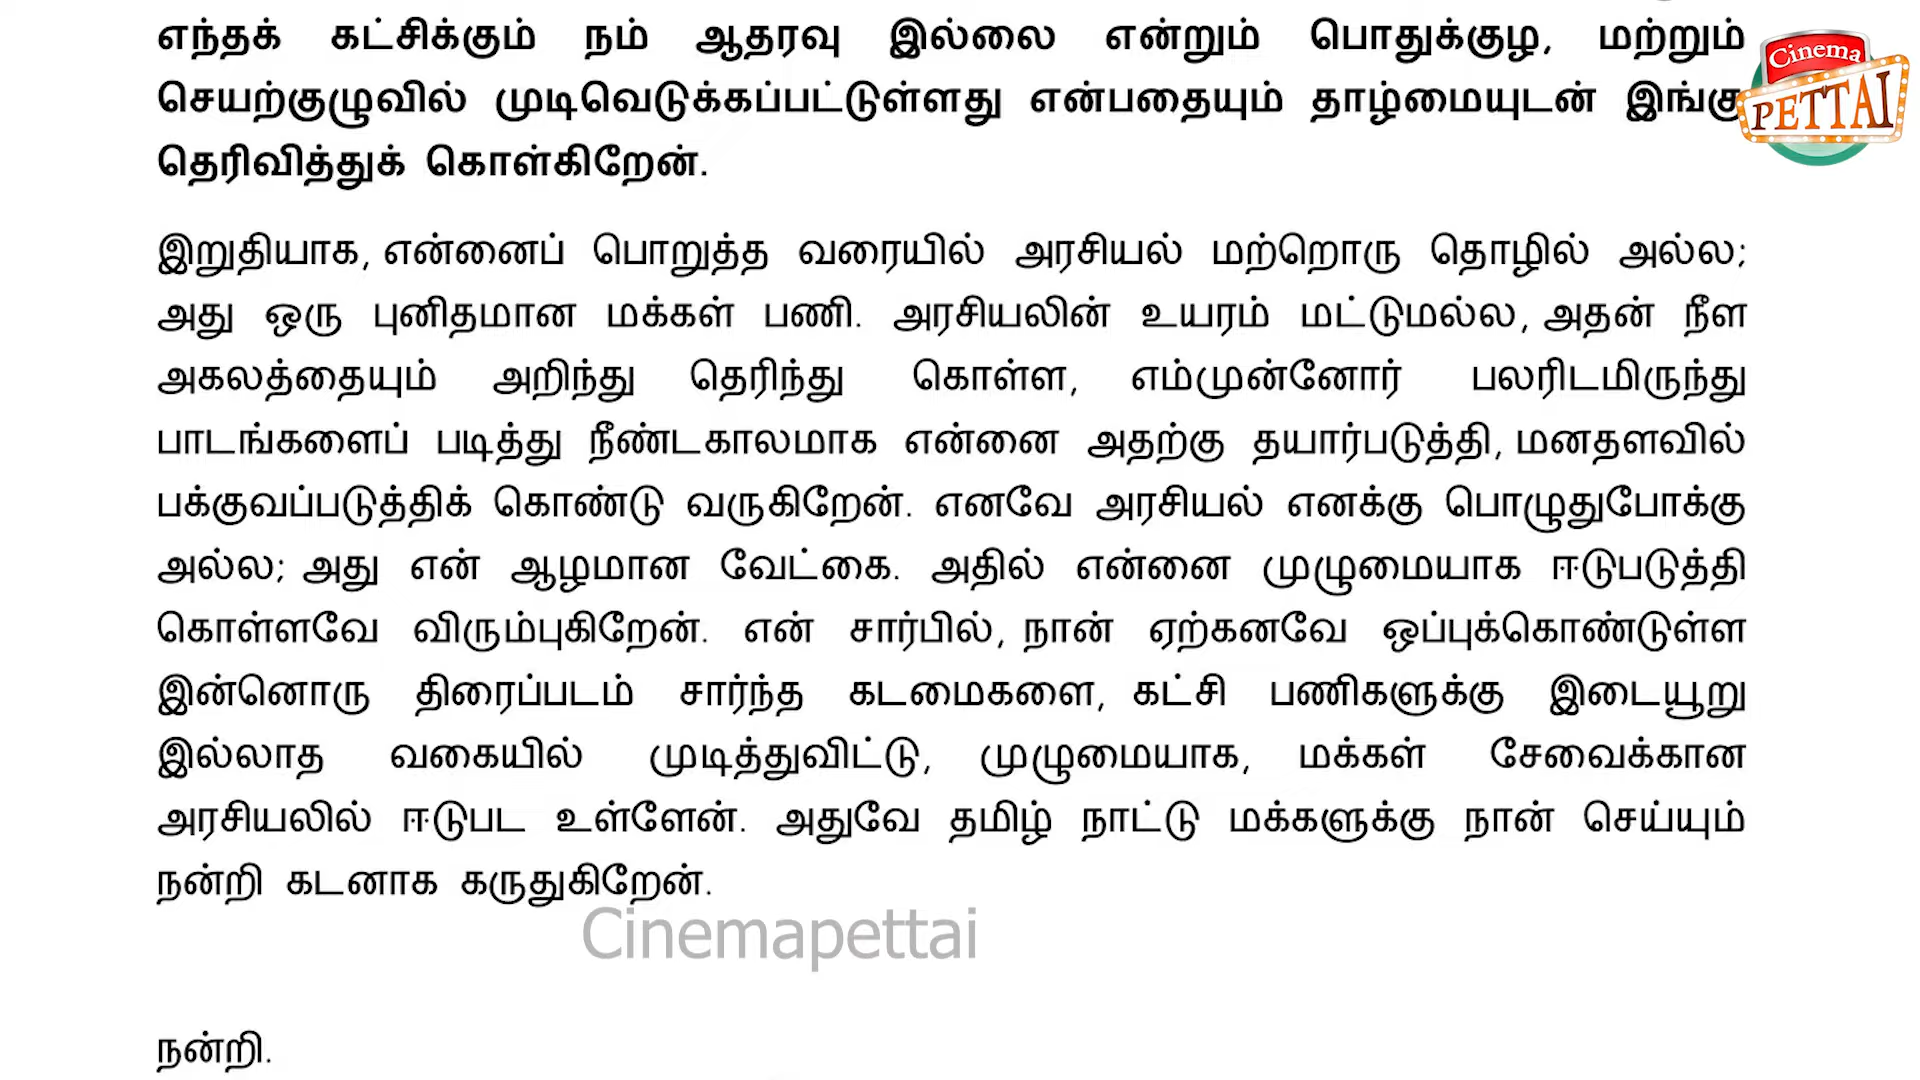 எந்தக் கட்சிக்கும் நம் ஆதரவு இல்லை என்றும் பொதுக்குழ, மற்றும்
செயற்குழுவில் முடிவெடுக்கப்பட்டுள்ளது என்பதையும் தாழ்மையுடன் இங்கு
தெரிவித்துக் கொள்கிறேன்.
Cinema
PETTAI
இறுதியாக, என்னைப் பொறுத்த வரையில் அரசியல் மற்றொரு தொழில் அல்ல;
அது ஒரு புனிதமான மக்கள் பணி. அரசியலின் உயரம் மட்டுமல்ல, அதன் நீள
அகலத்தையும் அறிந்து தெரிந்து கொள்ள, எம்முன்னோர் பலரிடமிருந்து
பாடங்களைப் படித்து நீண்டகாலமாக என்னை அதற்கு தயார்படுத்தி, மனதளவில்
பக்குவப்படுத்திக் கொண்டு வருகிறேன். எனவே அரசியல் எனக்கு பொழுதுபோக்கு
அல்ல; அது என் ஆழமான வேட்கை. அதில் என்னை முழுமையாக ஈடுபடுத்தி
கொள்ளவே விரும்புகிறேன். என் சார்பில், நான் ஏற்கனவே ஒப்புக்கொண்டுள்ள
இன்னொரு திரைப்படம் சார்ந்த கடமைகளை, கட்சி பணிகளுக்கு இடையூறு
இல்லாத வகையில் முடித்துவிட்டு, முழுமையாக, மக்கள் சேவைக்கான
அரசியலில் ஈடுபட உள்ளேன். அதுவே தமிழ் நாட்டு மக்களுக்கு நான் செய்யும்
நன்றி கடனாக கருதுகிறேன்.
Cinemapettai
நன்றி.